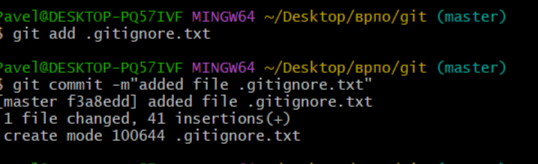 Pavel@DESKTOP-PQ57IVF MINGW64 ~/Desktop/врпо/git (master)
$ git add .gitignore.txt
Pavel@DESKTOP-PQ57IVF MINGW64 ~/Desktop/врпо/git (master)
$ git commit -m"added file .gitignore.txt"
[master f3a8edd] added file .gitignore.txt
1 file changed, 41 insertions(+)
create mode 100644 .gitignore.txt